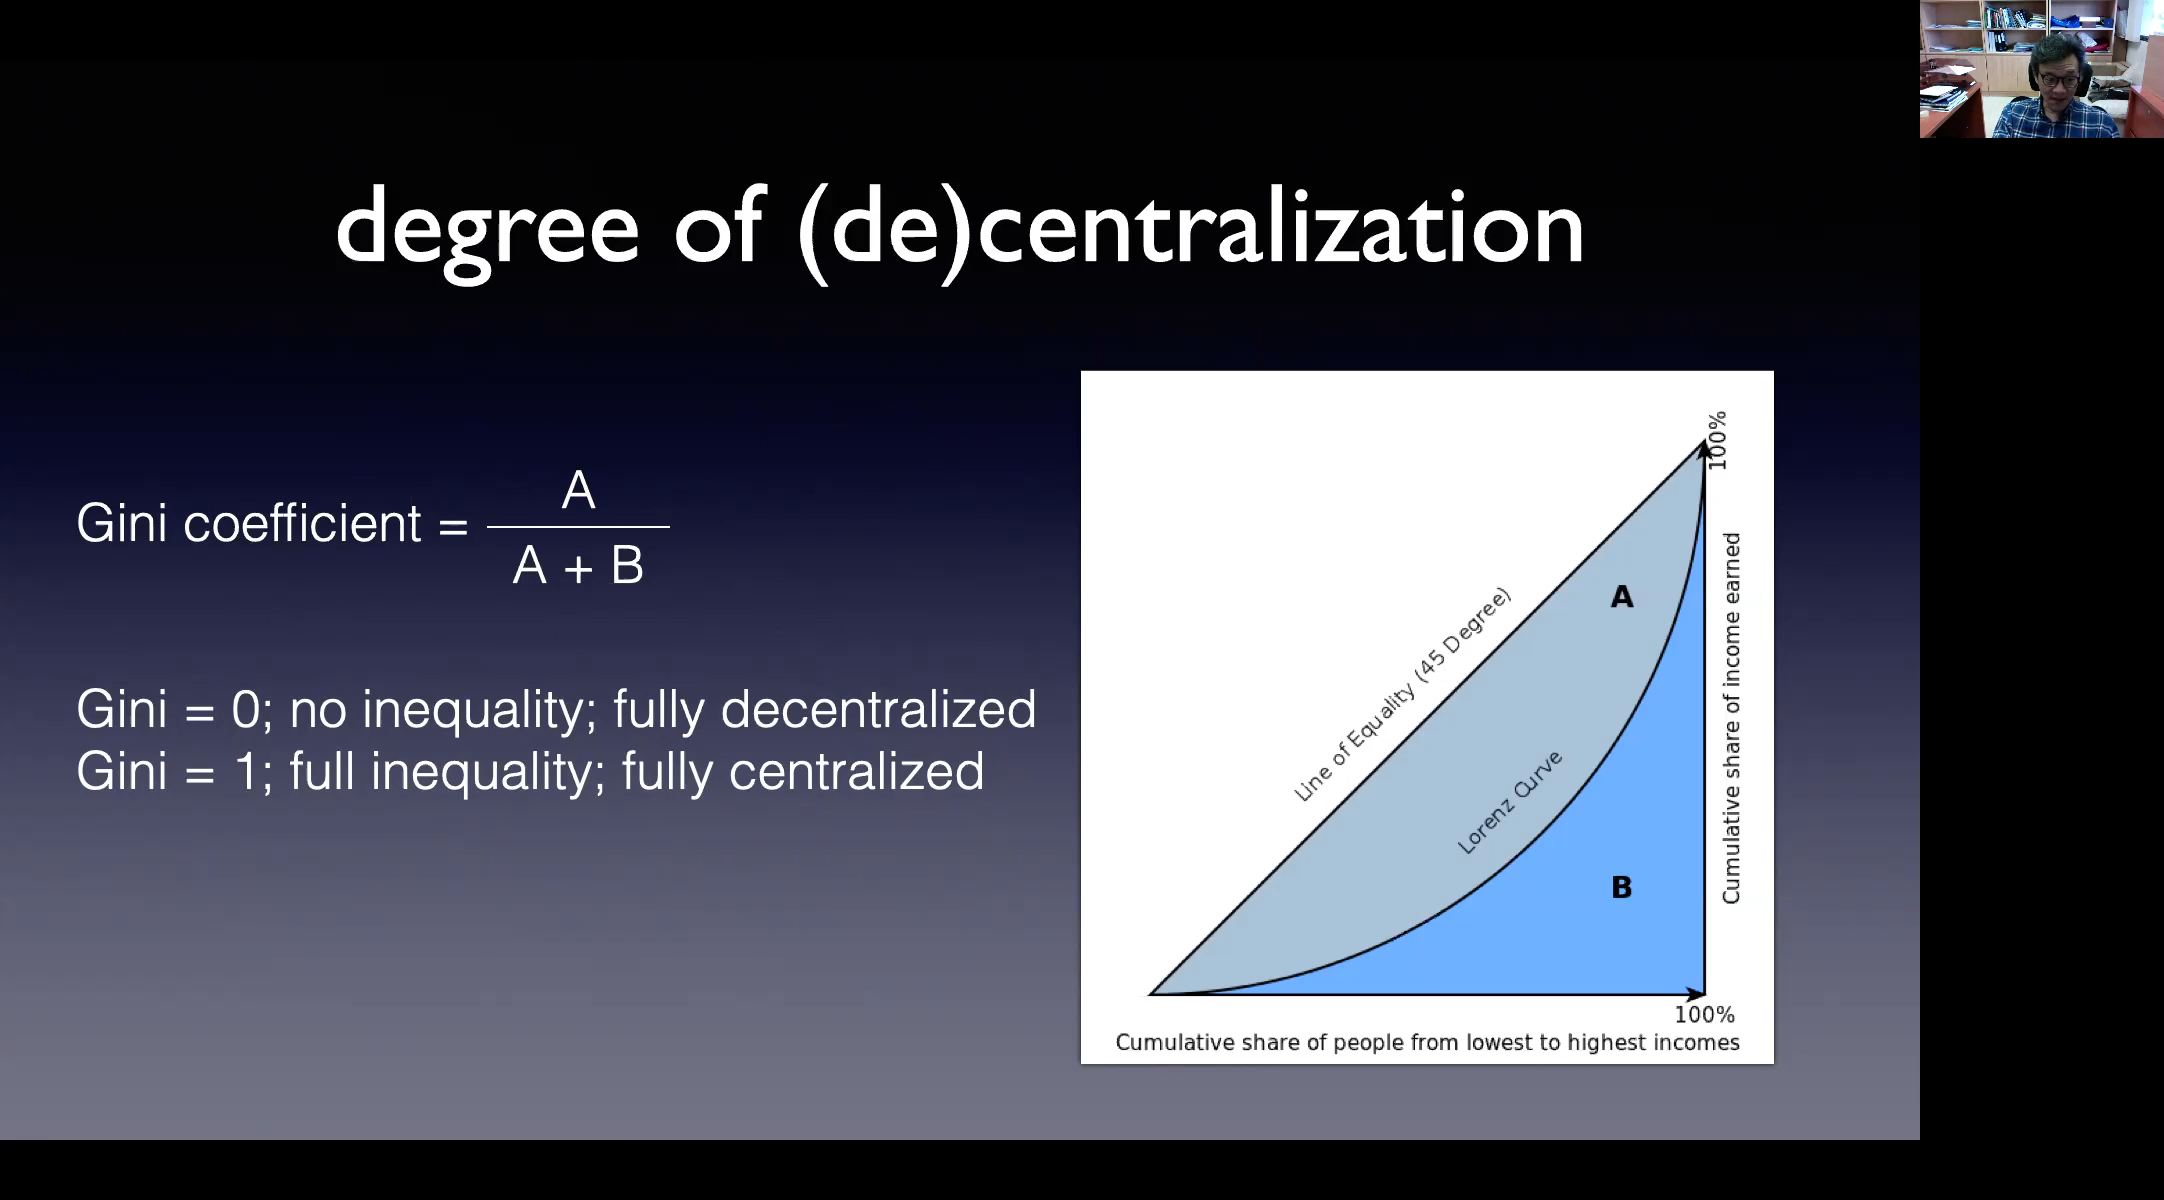 degree of (de)centralization
Gini coefficient = A
A + B
Gini = 0; no inequality; fully decentralized
Gini = 1; full inequality; fully centralized
100%
Cumulative share of income earned
Line of Equality (45 Degree)
A
Lorenz Curve
B
100%
Cumulative share of people from lowest to highest incomes